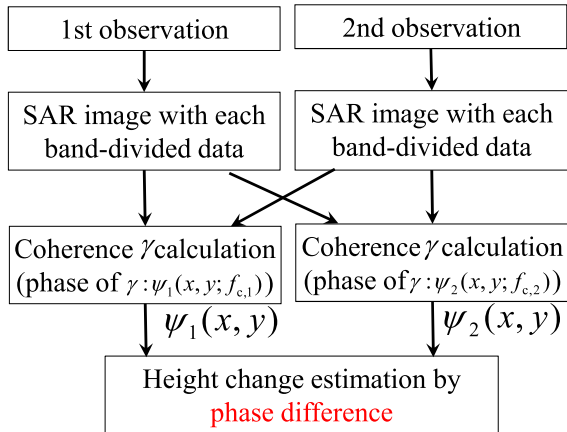 1st observation
2nd observation
SAR image with each
band-divided data
SAR image with each
band-divided data
Coherence γ calculation
(phase of γ : ψ₁(x, y; f_c,1))
Coherence γ calculation
(phase of γ : ψ₂(x, y; f_c,2))
ψ₁(x, y)
ψ₂(x, y)
Height change estimation by
phase difference